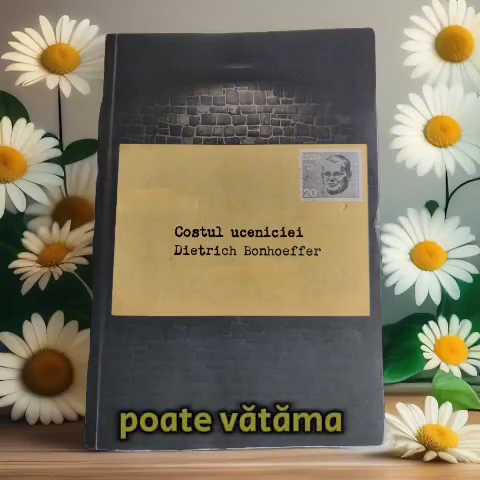 20
Costul uceniciei
Dietrich Bonhoeffer
poate vătăma